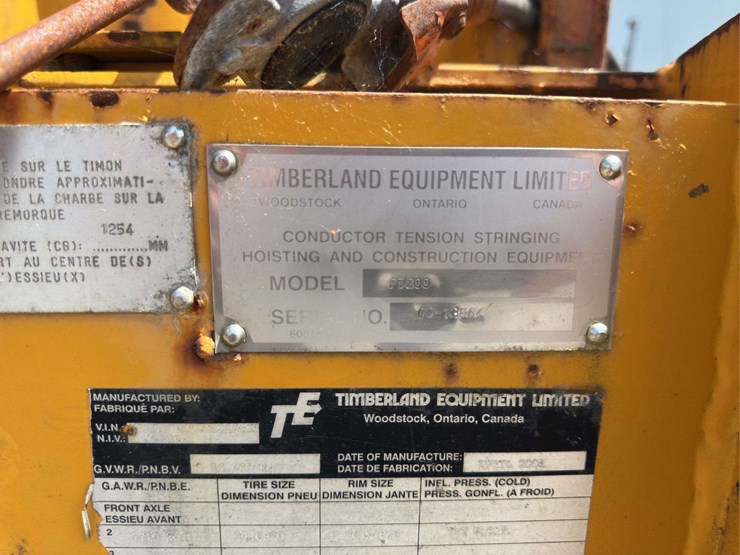 E SUR LE TIMON
ONDRE APPROXIMATI-
DE LA CHARGE SUR LA
REMORQUE
1254
AVITE (CG): ............MM
RT AU CENTRE DE(S)
')ESSIEU(X)
TIMBERLAND EQUIPMENT LIMITED
WOODSTOCK ONTARIO CANADA
CONDUCTOR TENSION STRINGING
HOISTING AND CONSTRUCTION EQUIPME
MODEL
SE NO.
MANUFACTURED BY:
FABRIQUÉ PAR:
TE TIMBERLAND EQUIPMENT LIMITED
Woodstock, Ontario, Canada
V.I.N.
N.I.V.:
G.V.W.R./P.N.B.V.
DATE OF MANUFACTURE:
DATE DE FABRICATION:
G.A.W.R./P.N.B.E. TIRE SIZE RIM SIZE INFL. PRESS. (COLD)
DIMENSION PNEU DIMENSION JANTE PRESS. GONFL. (A FROID)
FRONT AXLE
ESSIEU AVANT
2